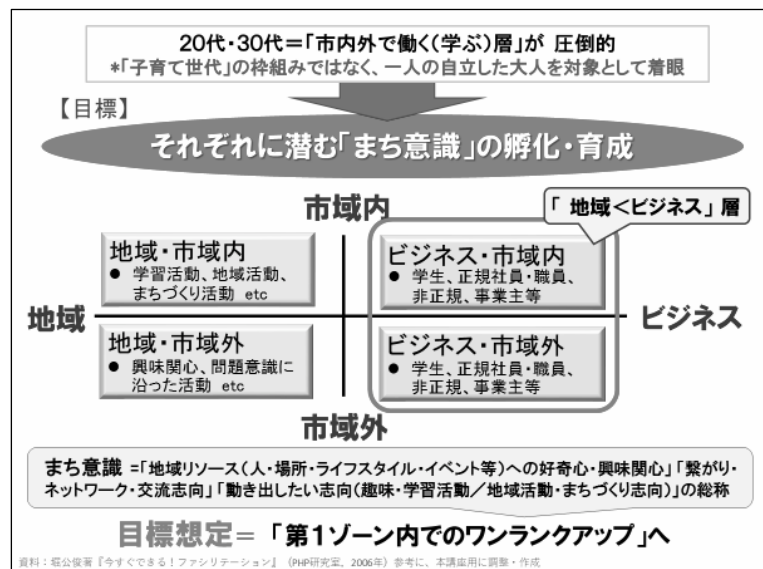 20代・30代＝「市内外で働く(学ぶ)層」が 圧倒的
*「子育て世代」の枠組みではなく、一人の自立した大人を対象として着眼
【目標】
それぞれに潜む「まち意識」の孵化・育成
市域内
「 地域＜ビジネス」層
地域・市域内
● 学習活動、地域活動、
まちづくり活動 etc
ビジネス・市域内
● 学生、正規社員・職員、
非正規、事業主等
地域
ビジネス
地域・市域外
● 興味関心、問題意識に
沿った活動 etc
ビジネス・市域外
● 学生、正規社員・職員、
非正規、事業主等
市域外
まち意識 =「地域リソース(人・場所・ライフスタイル・イベント等)への好奇心・興味関心」「繋がり・
ネットワーク・交流志向」「動き出したい志向(趣味・学習活動／地域活動・まちづくり志向)」の総称
目標想定＝「第１ゾーン内でのワンランクアップ」へ
資料：堀公俊著『今すぐできる！ファシリテーション』（PHP研究室、2006年）参考に、本講座用に調整・作成